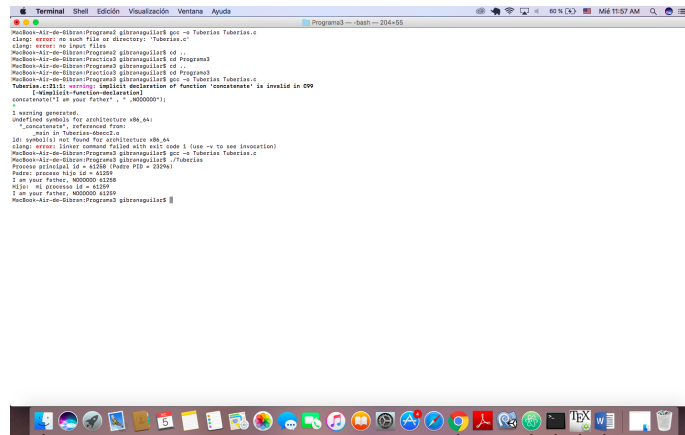 Terminal Shell Edición Visualización Ventana Ayuda 60 % Mié 11:57 AM
Programa3 — -bash — 204×55
MacBook-Air-de-Gibran:Programa2 gibranaguilar$ gcc -o Tuberias Tuberias.c
clang: error: no such file or directory: 'Tuberias.c'
clang: error: no input files
MacBook-Air-de-Gibran:Programa2 gibranaguilar$ cd ..
MacBook-Air-de-Gibran:Practica3 gibranaguilar$ cd Programa3
MacBook-Air-de-Gibran:Programa3 gibranaguilar$ cd ..
MacBook-Air-de-Gibran:Practica3 gibranaguilar$ cd Programa3
MacBook-Air-de-Gibran:Programa3 gibranaguilar$ gcc -o Tuberias Tuberias.c
Tuberias.c:21:1: warning: implicit declaration of function 'concatenate' is invalid in C99
[-Wimplicit-function-declaration]
concatenate("I am your father" , " ,NOOOOOO");
^
1 warning generated.
Undefined symbols for architecture x86_64:
"_concatenate", referenced from:
_main in Tuberias-6becc2.o
ld: symbol(s) not found for architecture x86_64
clang: error: linker command failed with exit code 1 (use -v to see invocation)
MacBook-Air-de-Gibran:Programa3 gibranaguilar$ gcc -o Tuberias Tuberias.c
MacBook-Air-de-Gibran:Programa3 gibranaguilar$ ./Tuberias
Proceso principal id = 61258 (Padre PID = 23296)
Padre: proceso hijo id = 61259
I am your father, NOOOOOO 61258
Hijo: mi processo id = 61259
I am your father, NOOOOOO 61259
MacBook-Air-de-Gibran:Programa3 gibranaguilar$
5
TEX